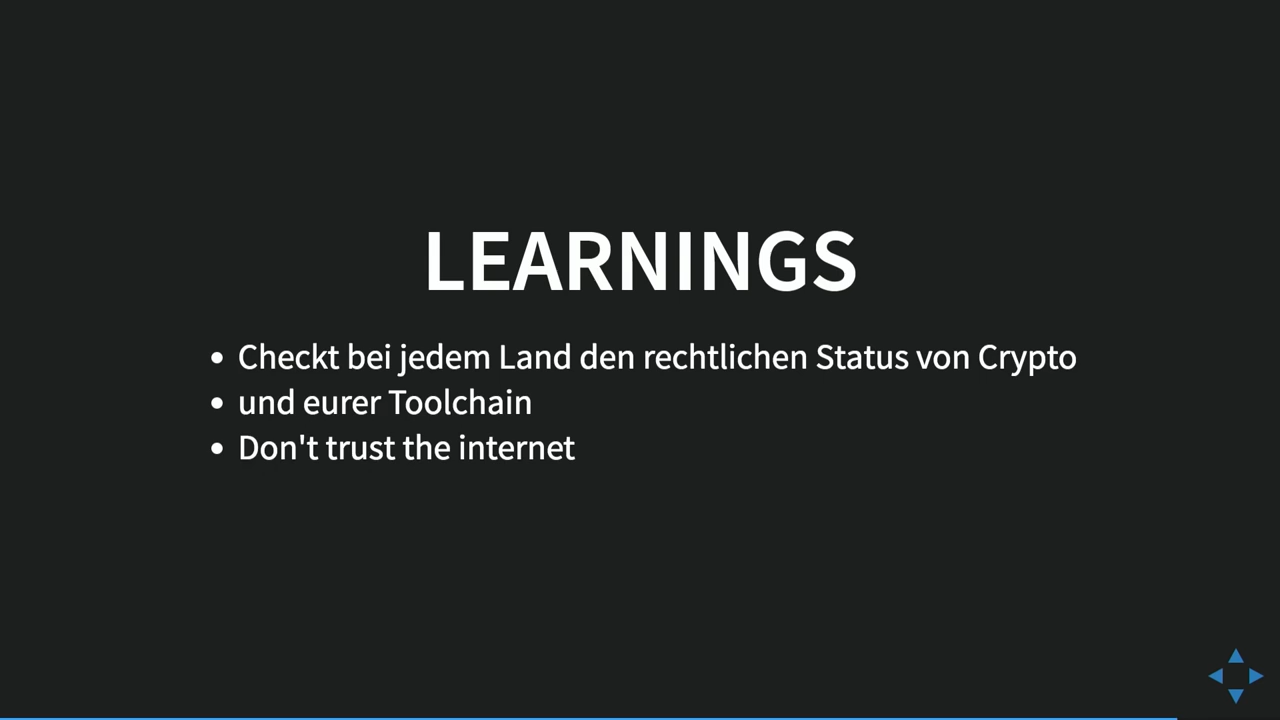 LEARNINGS
Checkt bei jedem Land den rechtlichen Status von Crypto
und eurer Toolchain
Don't trust the internet